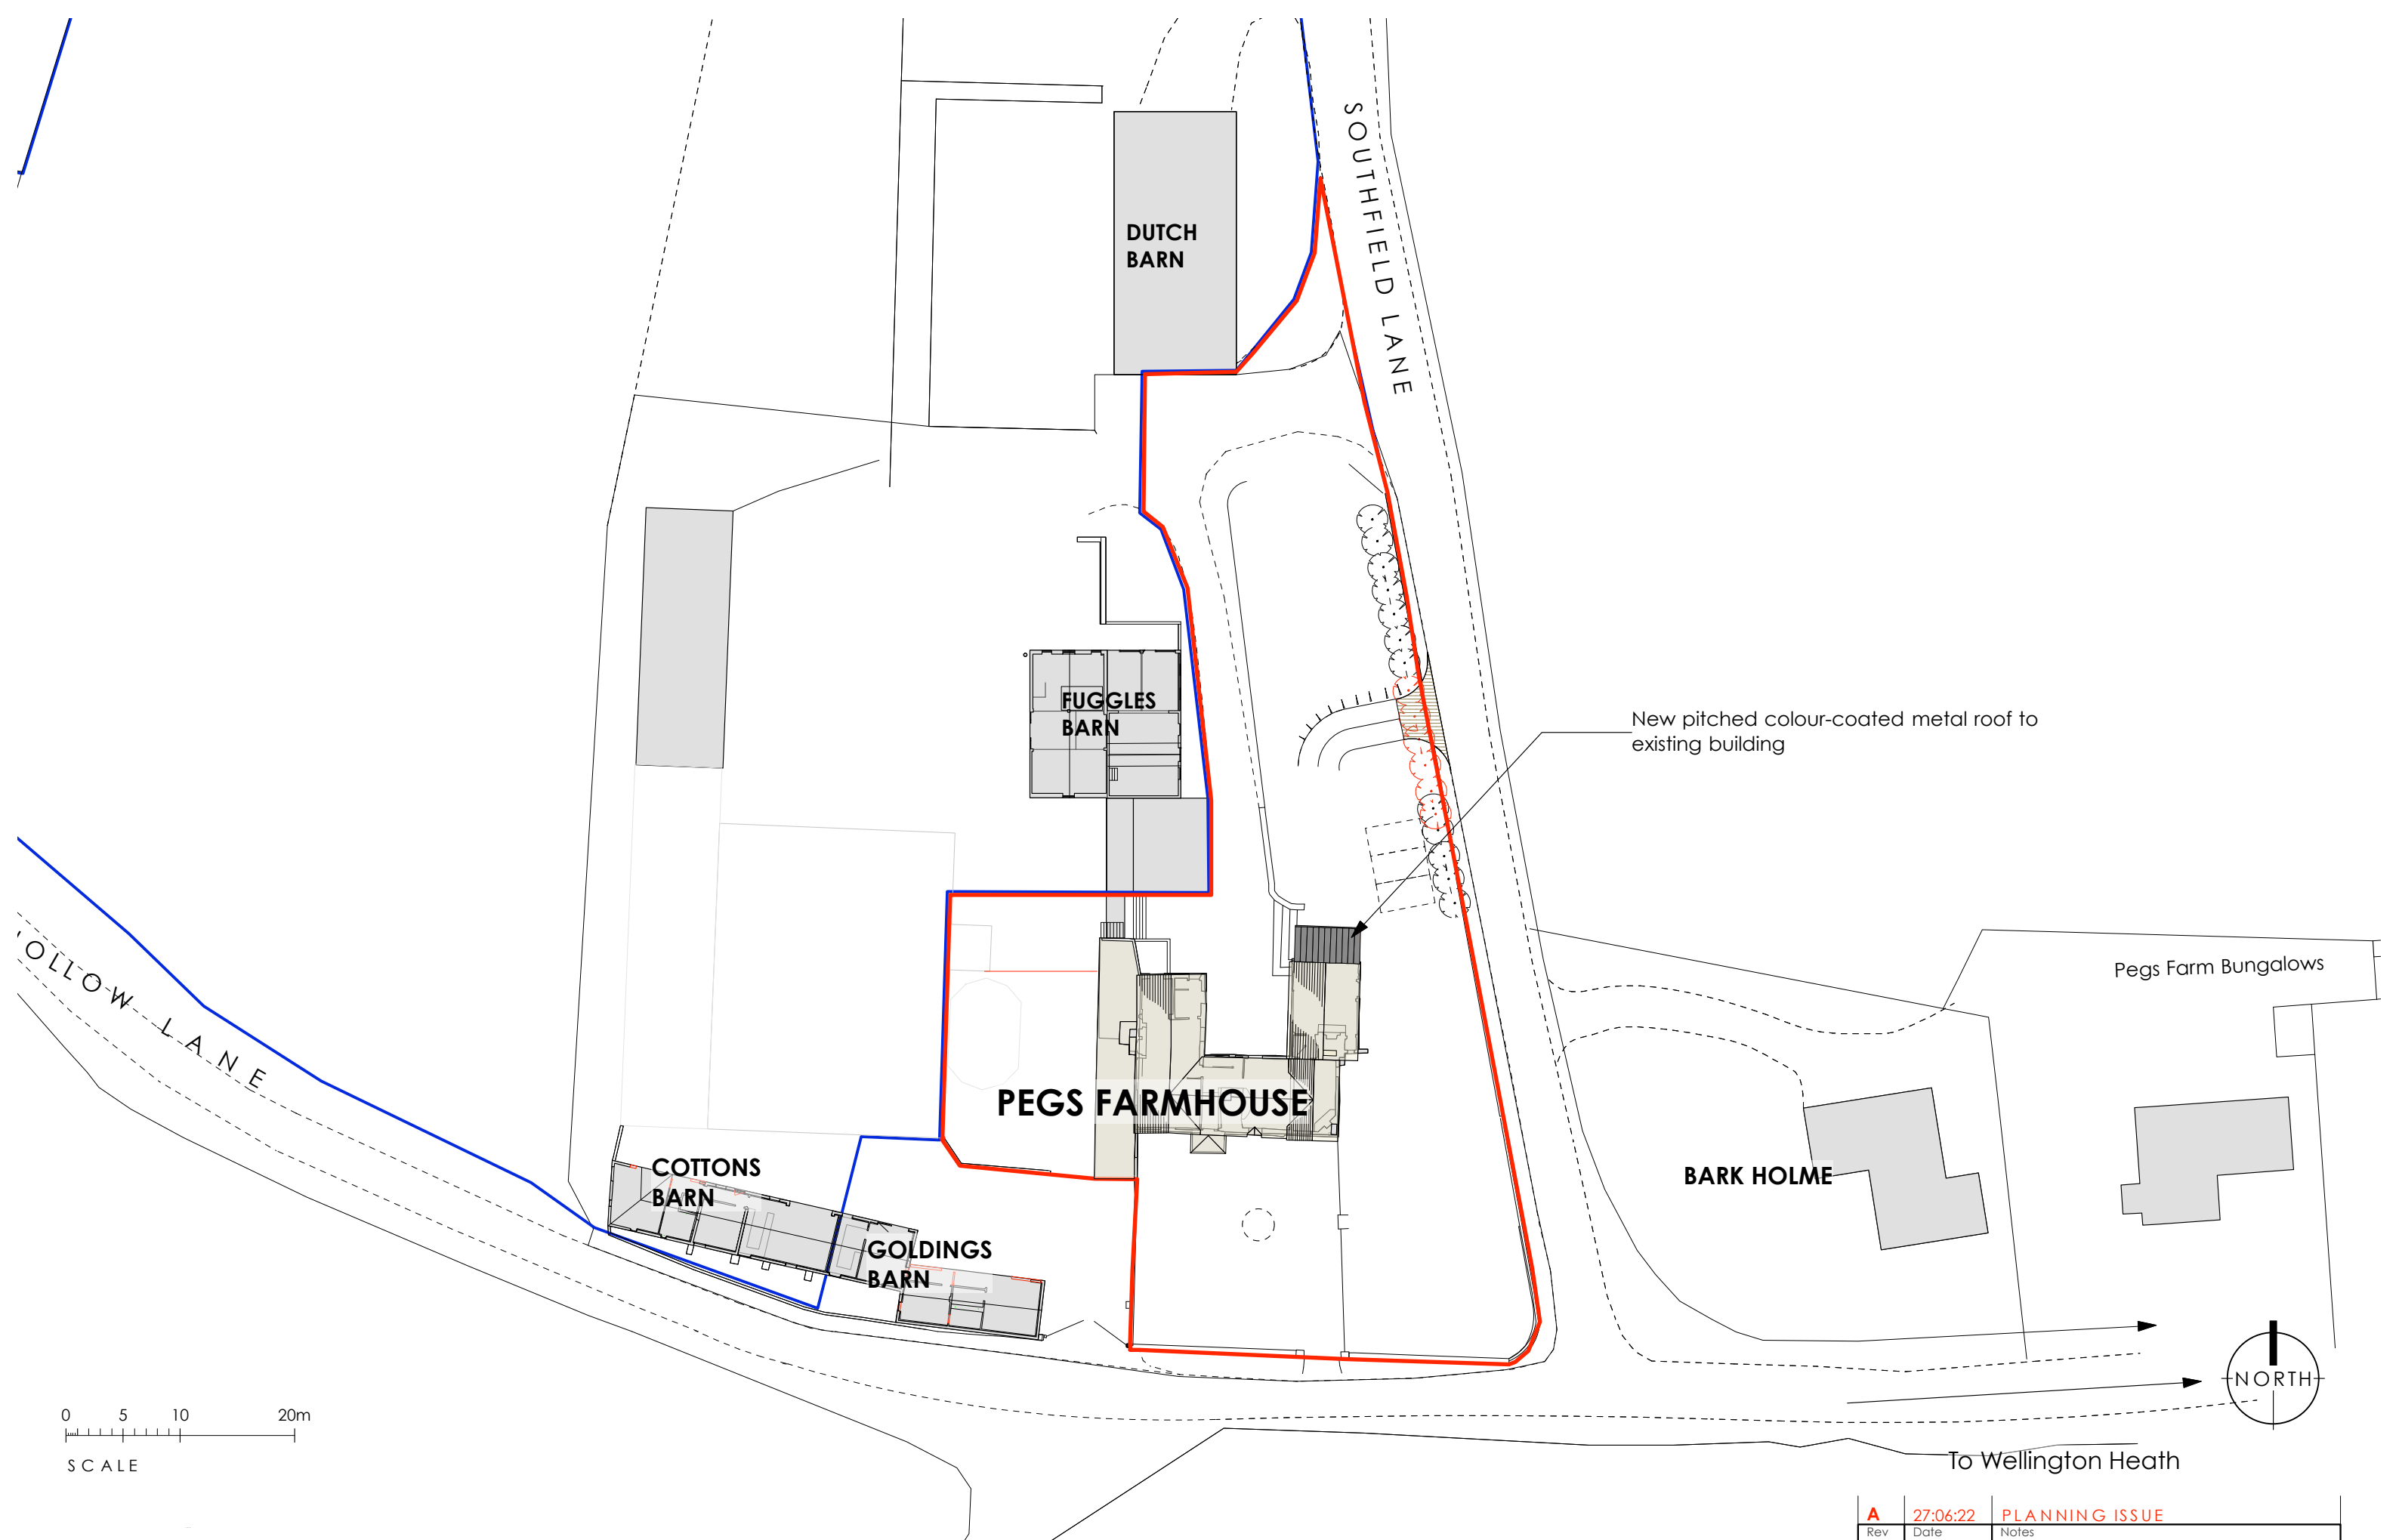 SOUTHFIELD LANE
DUTCH
BARN
FUGGLES
BARN
New pitched colour-coated metal roof to
existing building
OLLOW LANE
Pegs Farm Bungalows
PEGS FARMHOUSE
COTTONS
BARN
BARK HOLME
GOLDINGS
BARN
NORTH
0 5 10 20m
SCALE
To Wellington Heath
A 27:06:22 PLANNING ISSUE
Rev Date Notes